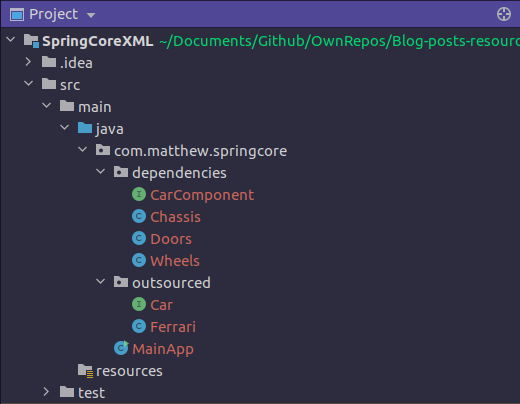 Project
SpringCoreXML ~/Documents/Github/OwnRepos/Blog-posts-resourc
.idea
src
main
java
com.matthew.springcore
dependencies
I CarComponent
C Chassis
C Doors
C Wheels
outsourced
I Car
C Ferrari
C MainApp
resources
test